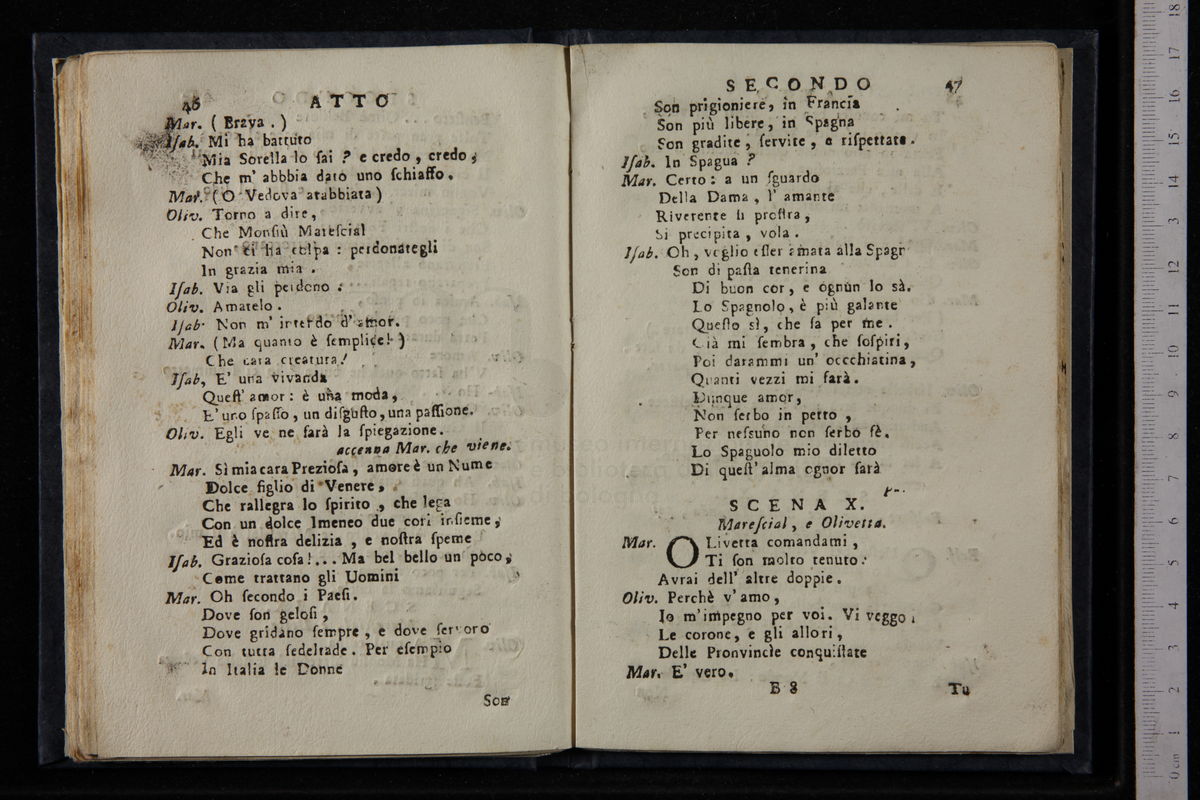 46 ATTO
Mar. ( Brava . )
Isab. Mi ha battuto
Mia Sorella lo sai ? e credo , credo ,
Che m' abbbia dato uno schiaffo .
Mar. ( O Vedova arabbiata )
Oliv. Torno a dire ,
Che Monsiù Marescial
Non ci ha colpa : perdonategli
In grazia mia .
Isab. Via gli perdono :
Oliv. Amatelo .
Isab. Non m' intendo d' amor.
Mar. ( Ma quanto è semplice! )
Che cara creatura!
Isab, E' una vivanda
Quest' amor : è una moda ,
E' uno spasso , un disgusto , una passione.
Oliv. Egli ve ne sarà la spiegazione.
accenna Mar. che viene.
Mar. Sì mia cara Preziosa , amore è un Nume
Dolce figlio di Venere ,
Che rallegra lo spirito , che lega
Con un dolce Imeneo due cori insieme ,
Ed è nostra delizia , e nostra speme
Isab. Graziosa cosa!... Ma bel bello un poco ,
Come trattano gli Uomini
Mar. Oh secondo i Paesi.
Dove son gelosi ,
Dove gridano sempre , e dove servoro
Con tutta fedeltade . Per esempio
In Italia le Donne
Son
SECONDO 47
Son prigioniere , in Francia
Son più libere , in Spagna
Son gradite , servite , e rispettate .
Isab. In Spagua ?
Mar. Certo : a un sguardo
Della Dama , l' amante
Riverente si prostra ,
Si precipita , vola .
Isab. Oh , voglio esser amata alla Spagr
Son di pasta tenerina
Di buon cor , e ognun lo sà.
Lo Spagnolo , è più galante
Questo sì , che fa per me .
Già mi sembra , che sospiri ,
Poi darammi un' occchiatina ,
Quanti vezzi mi farà .
Dunque amor ,
Non serbo in petto ,
Per nessuno non serbo fè .
Lo Spaguolo mio diletto
Di quest' alma ognor sarà
SCENA X.
Marescial , e Olivetta.
Mar. OLivetta comandami ,
Ti son molto tenuto :
Avrai dell' altre doppie .
Oliv. Perchè v' amo ,
Io m' impegno per voi. Vi veggo ,
Le corone , e gli allori ,
Delle Pronvincìe conquistate
Mar. E' vero .
B 8 Tu